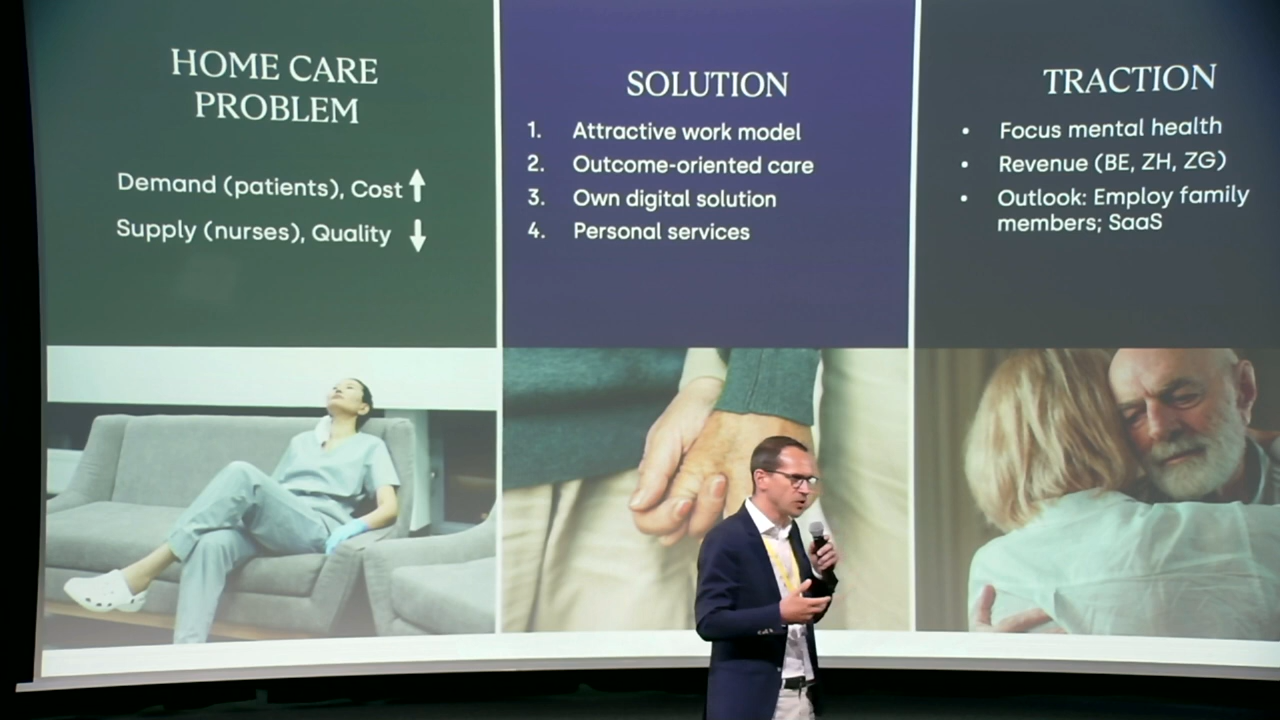 HOME CARE
PROBLEM
Demand (patients), Cost ↑
Supply (nurses), Quality ↓
SOLUTION
1. Attractive work model
2. Outcome-oriented care
3. Own digital solution
4. Personal services
TRACTION
• Focus mental health
• Revenue (BE, ZH, ZG)
• Outlook: Employ family
members; SaaS